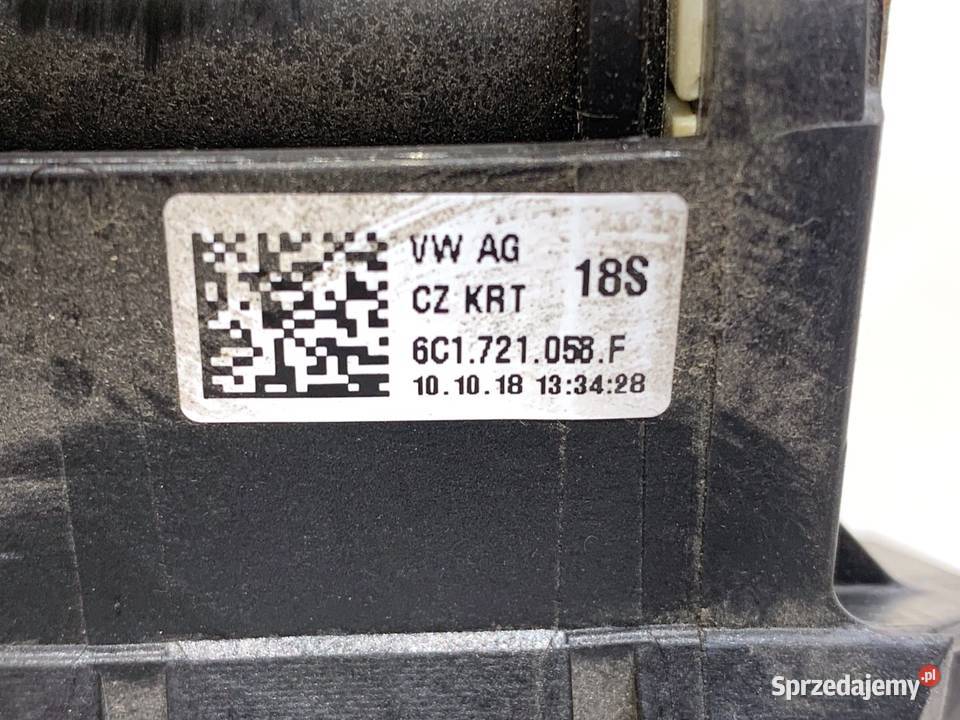 VW AG
CZ KRT 18S
6C1.721.058.F
10.10.18 13:34:28
Sprzedajemy.pl